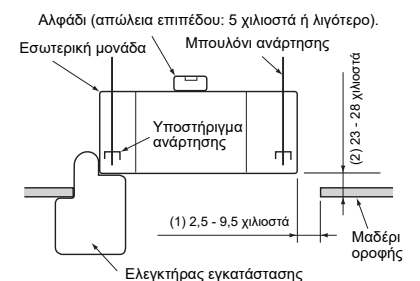 Αλφάδι (απώλεια επιπέδου: 5 χιλιοστά ή λιγότερο).
Εσωτερική μονάδα
Μπουλόνι ανάρτησης
Υποστήριγμα
ανάρτησης
(2) 23 - 28 χιλιοστά
(1) 2,5 - 9,5 χιλιοστά
Μαδέρι
οροφής
Ελεγκτήρας εγκατάστασης